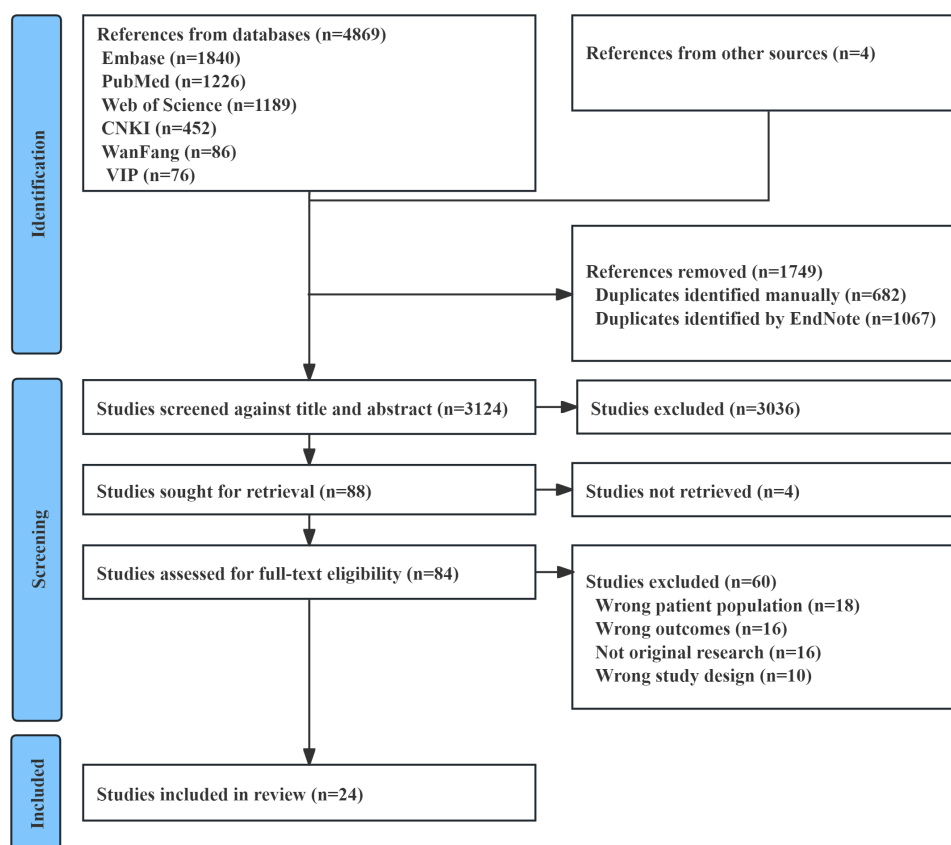 Identification
References from databases (n=4869)
Embase (n=1840)
PubMed (n=1226)
Web of Science (n=1189)
CNKI (n=452)
WanFang (n=86)
VIP (n=76)
References from other sources (n=4)
References removed (n=1749)
Duplicates identified manually (n=682)
Duplicates identified by EndNote (n=1067)
Screening
Studies screened against title and abstract (n=3124)
Studies excluded (n=3036)
Studies sought for retrieval (n=88)
Studies not retrieved (n=4)
Studies assessed for full-text eligibility (n=84)
Studies excluded (n=60)
Wrong patient population (n=18)
Wrong outcomes (n=16)
Not original research (n=16)
Wrong study design (n=10)
Included
Studies included in review (n=24)